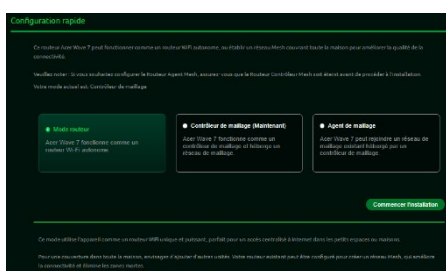 Configuration rapide
Ce routeur Acer Wave 7 peut fonctionner comme un routeur WiFi autonome, ou établir un réseau Mesh couvrant toute la maison pour améliorer la qualité de la
connectivité.
Veuillez noter : Si vous souhaitez configurer le Routeur Agent Mesh, assurez-vous que le Routeur Contrôleur Mesh soit éteint avant de procéder à l'installation.
Votre mode actuel est: Contrôleur de maillage
Mode routeur
Acer Wave 7 fonctionne comme un
routeur Wi-Fi autonome.
Contrôleur de maillage (Maintenant)
Acer Wave 7 fonctionne comme un
contrôleur de maillage et héberge un
réseau de maillage.
Agent de maillage
Acer Wave 7 peut rejoindre un réseau de
maillage existant hébergé par un
contrôleur de maillage.
Commencer l'installation
Ce mode utilise l'appareil comme un routeur WiFi unique et puissant, parfait pour un accès centralisé à Internet dans les petits espaces ou maisons.
Pour une couverture dans toute la maison, envisagez d'ajouter d'autres unités. Votre routeur existant peut être configuré pour créer un réseau Mesh, qui améliore
la connectivité et élimine les zones mortes.